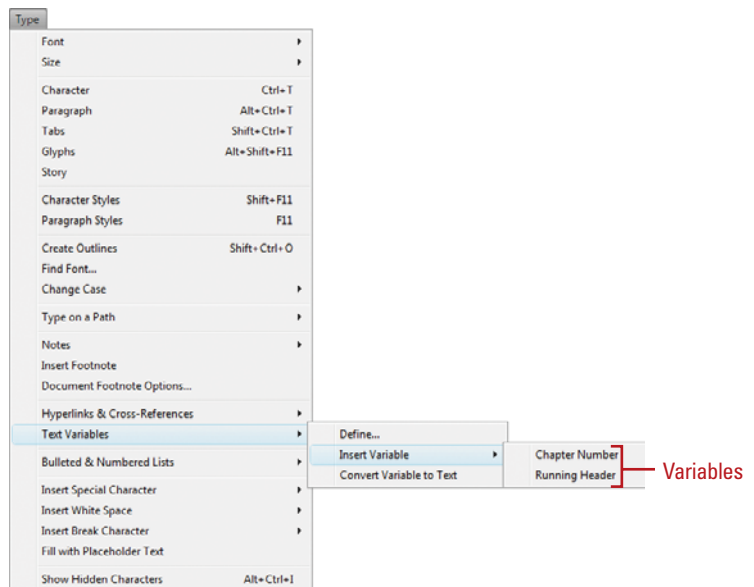 Type
Font
Size
Character Ctrl+T
Paragraph Alt+Ctrl+T
Tabs Shift+Ctrl+T
Glyphs Alt+Shift+F11
Story
Character Styles Shift+F11
Paragraph Styles F11
Create Outlines Shift+Ctrl+O
Find Font...
Change Case
Type on a Path
Notes
Insert Footnote
Document Footnote Options...
Hyperlinks & Cross-References
Text Variables
Bulleted & Numbered Lists
Insert Special Character
Insert White Space
Insert Break Character
Fill with Placeholder Text
Show Hidden Characters Alt+Ctrl+I
Define...
Insert Variable
Convert Variable to Text
Chapter Number
Running Header
Variables